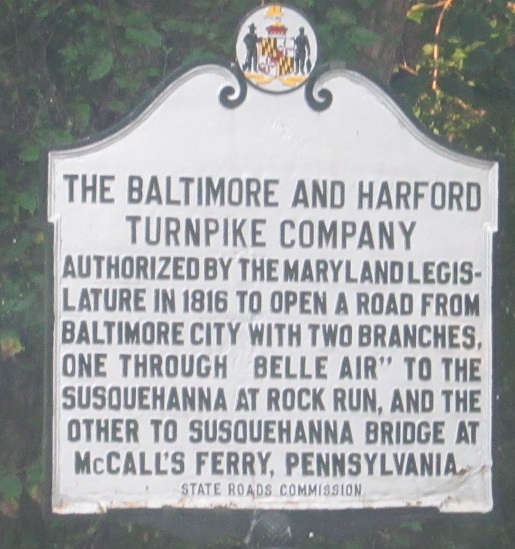 THE BALTIMORE AND HARFORD
TURNPIKE COMPANY
AUTHORIZED BY THE MARYLAND LEGIS-
LATURE IN 1816 TO OPEN A ROAD FROM
BALTIMORE CITY WITH TWO BRANCHES,
ONE THROUGH BELLE AIR" TO THE
SUSQUEHANNA AT ROCK RUN, AND THE
OTHER TO SUSQUEHANNA BRIDGE AT
McCALL'S FERRY, PENNSYLVANIA.
STATE ROADS COMMISSION